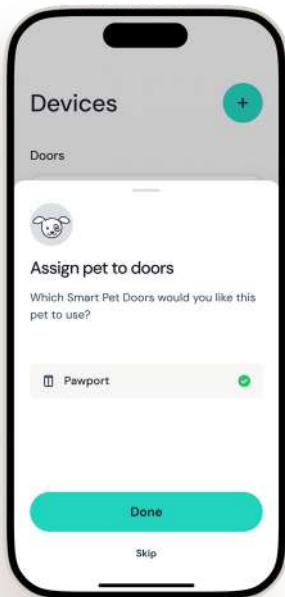 Devices
+
Doors
Assign pet to doors
Which Smart Pet Doors would you like this
pet to use?
Pawport
Done
Skip